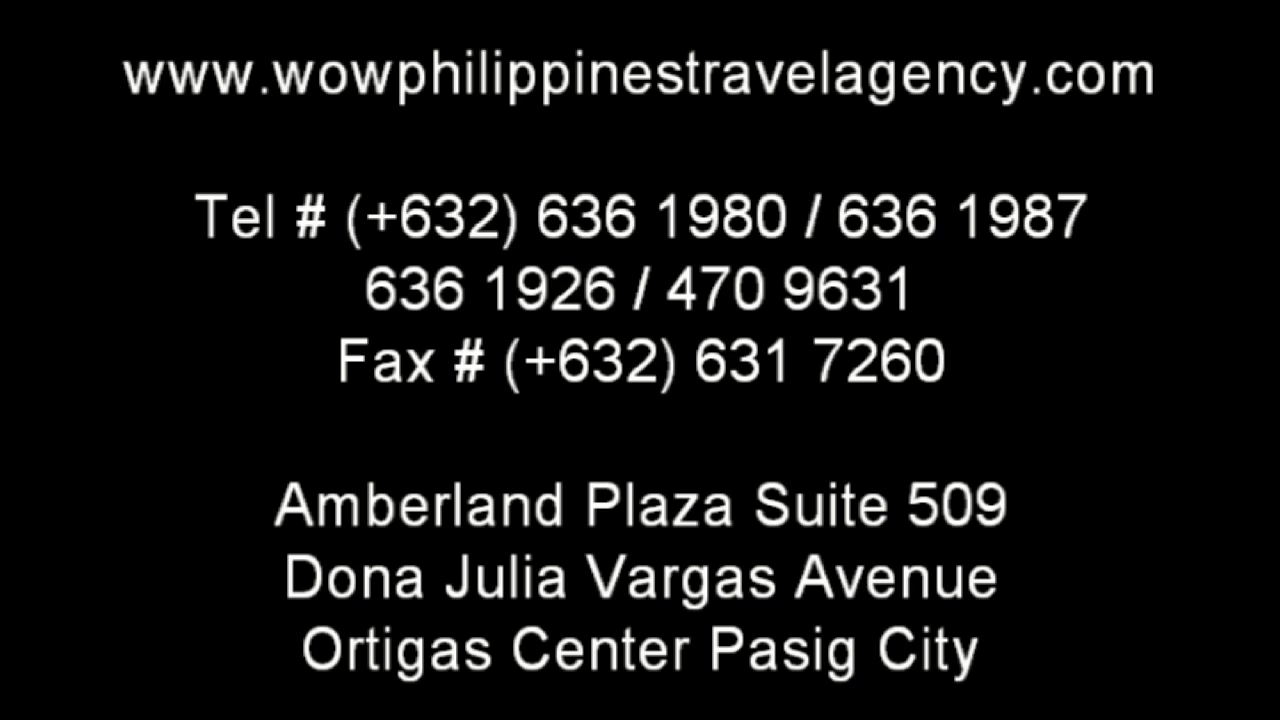 www.wowphilippinestravelagency.com
Tel # (+632) 636 1980 / 636 1987
636 1926 / 470 9631
Fax # (+632) 631 7260
Amberland Plaza Suite 509
Dona Julia Vargas Avenue
Ortigas Center Pasig City